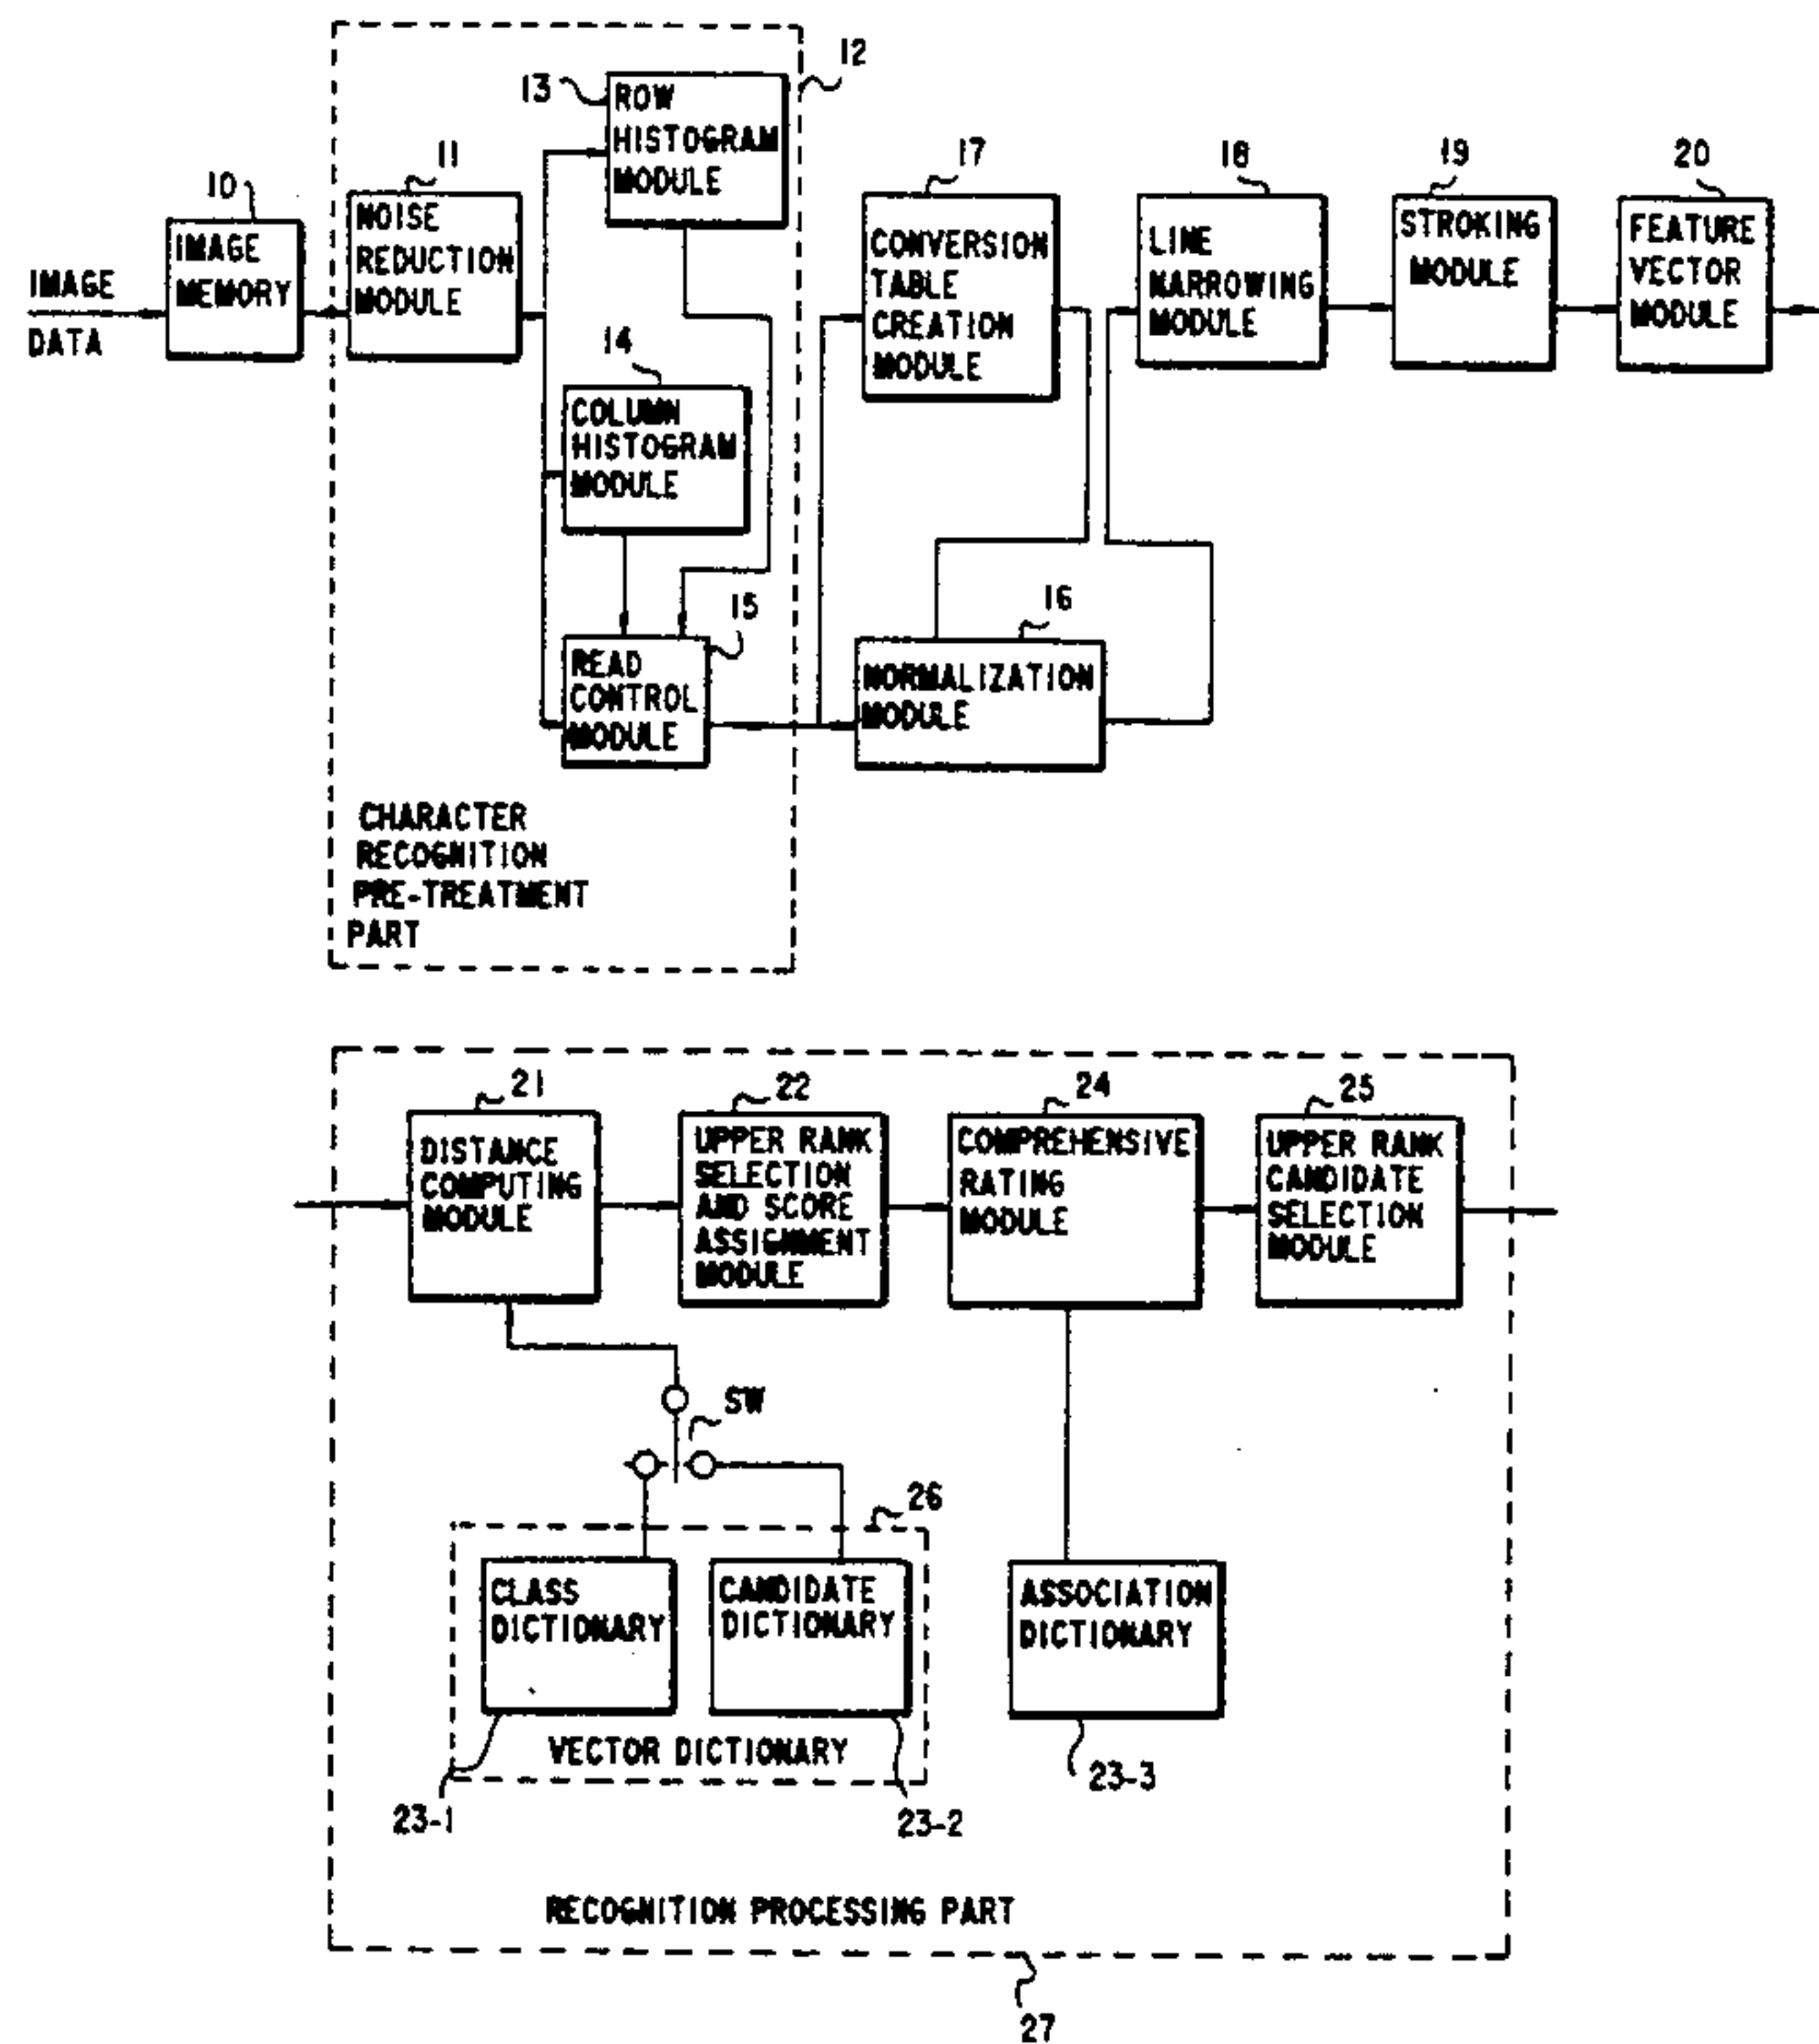 12
13
ROW
HISTOGRAM
MODULE
11
NOISE
REDUCTION
MODULE
10
IMAGE
MEMORY
IMAGE
DATA
14
COLUMN
HISTOGRAM
MODULE
15
READ
CONTROL
MODULE
CHARACTER
RECOGNITION
PRE-TREATMENT
PART
17
CONVERSION
TABLE
CREATION
MODULE
16
NORMALIZATION
MODULE
18
LINE
NARROWING
MODULE
19
STROKING
MODULE
20
FEATURE
VECTOR
MODULE
21
DISTANCE
COMPUTING
MODULE
22
UPPER RANK
SELECTION
AND SCORE
ASSIGNMENT
MODULE
24
COMPREHENSIVE
RATING
MODULE
25
UPPER RANK
CANDIDATE
SELECTION
MODULE
SW
26
CLASS
DICTIONARY
CANDIDATE
DICTIONARY
VECTOR DICTIONARY
23-1
23-2
ASSOCIATION
DICTIONARY
23-3
RECOGNITION PROCESSING PART
27